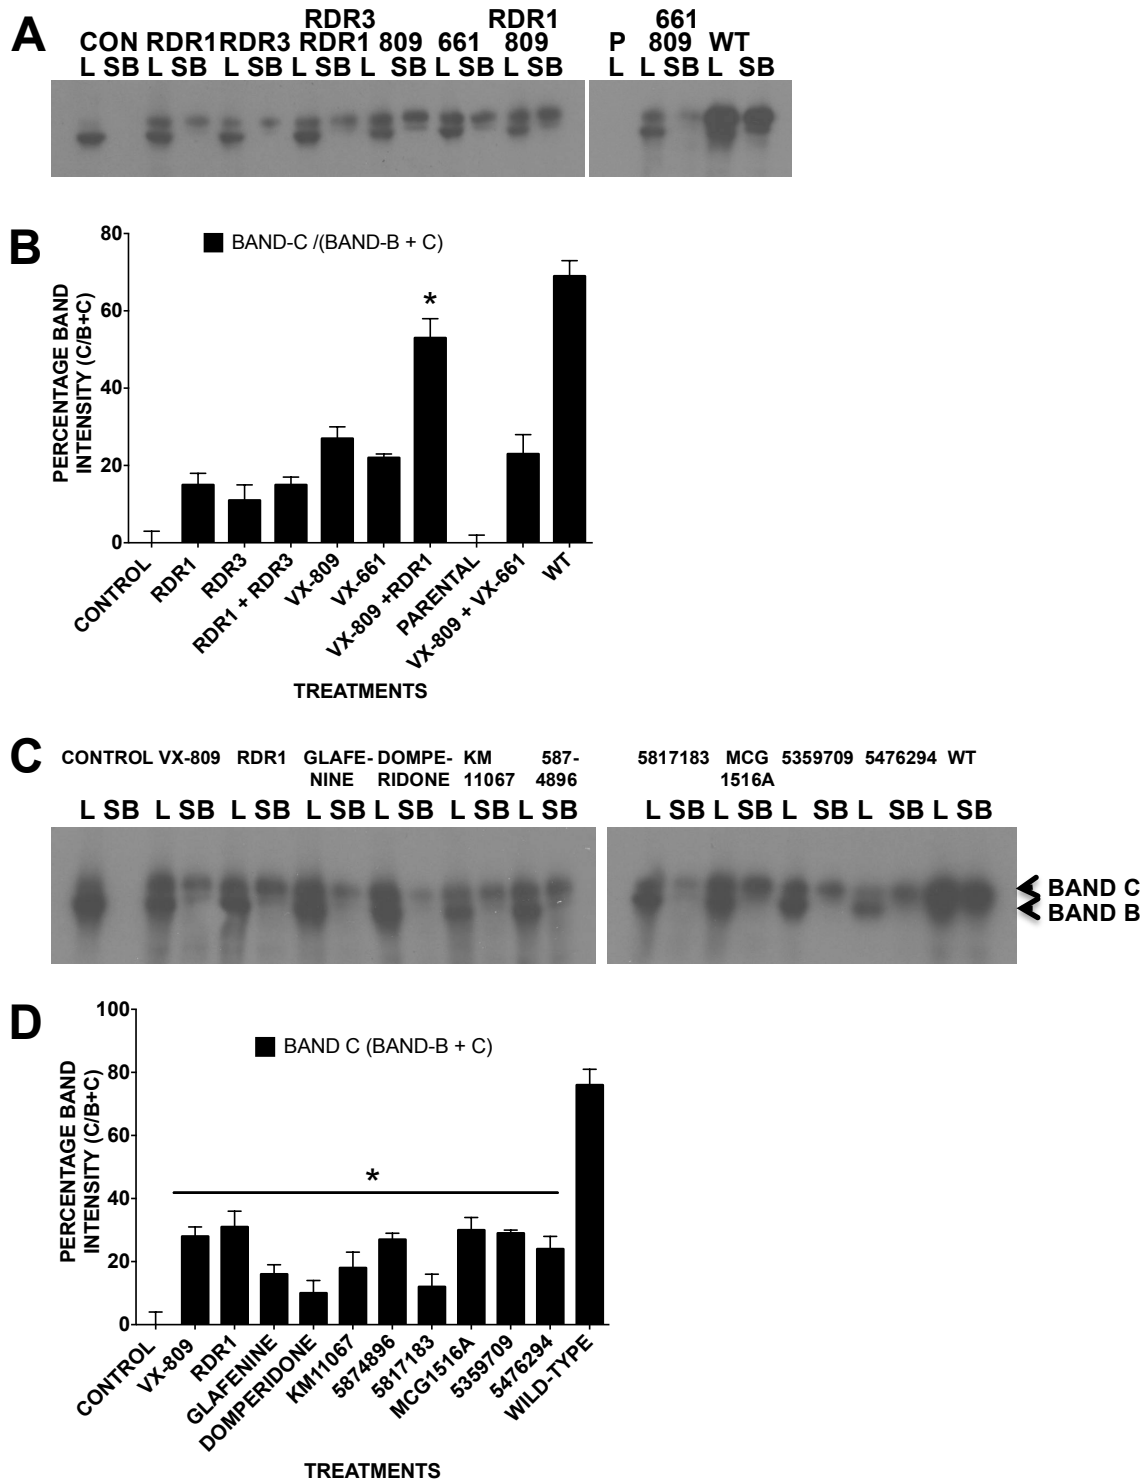 A
RDR3 RDR1 661
CON RDR1 RDR3 RDR1 809 661 809 P 809 WT
L SB L SB L SB L SB L SB L SB L SB L L SB L SB
B
80
60
40
20
0
BAND-C /(BAND-B + C)
*
PERCENTAGE BAND
INTENSITY (C/B+C)
CONTROL
RDR1
RDR3
RDR1 + RDR3
VX-809
VX-661
VX-809 +RDR1
PARENTAL
VX-809 + VX-661
WT
TREATMENTS
C
CONTROL VX-809 RDR1 GLAFE- DOMPE- KM 587- 5817183 MCG 5359709 5476294 WT
NINE RIDONE 11067 4896 1516A
L SB L SB L SB L SB L SB L SB L SB L SB L SB L SB L SB L SB
BAND C
BAND B
D
100
80
60
40
20
0
BAND C (BAND-B + C)
*
PERCENTAGE BAND
INTENSITY (C/B+C)
CONTROL
VX-809
RDR1
GLAFENINE
DOMPERIDONE
KM11067
5874896
5817183
MCG1516A
5359709
5476294
WILD-TYPE
TREATMENTS